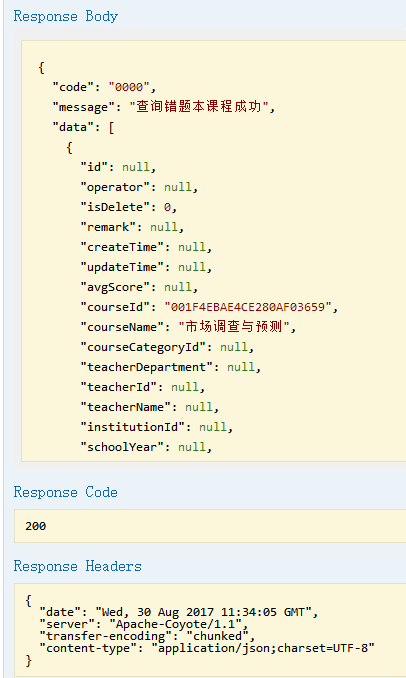 Response Body
{
"code": "0000",
"message": "查询错题本课程成功",
"data": [
{
"id": null,
"operator": null,
"isDelete": 0,
"remark": null,
"createTime": null,
"updateTime": null,
"avgScore": null,
"courseId": "001F4EBAE4CE280AF03659",
"courseName": "市场调查与预测",
"courseCategoryId": null,
"teacherDepartment": null,
"teacherId": null,
"teacherName": null,
"institutionId": null,
"schoolYear": null,
Response Code
200
Response Headers
{
"date": "Wed, 30 Aug 2017 11:34:05 GMT",
"server": "Apache-Coyote/1.1",
"transfer-encoding": "chunked",
"content-type": "application/json;charset=UTF-8"
}